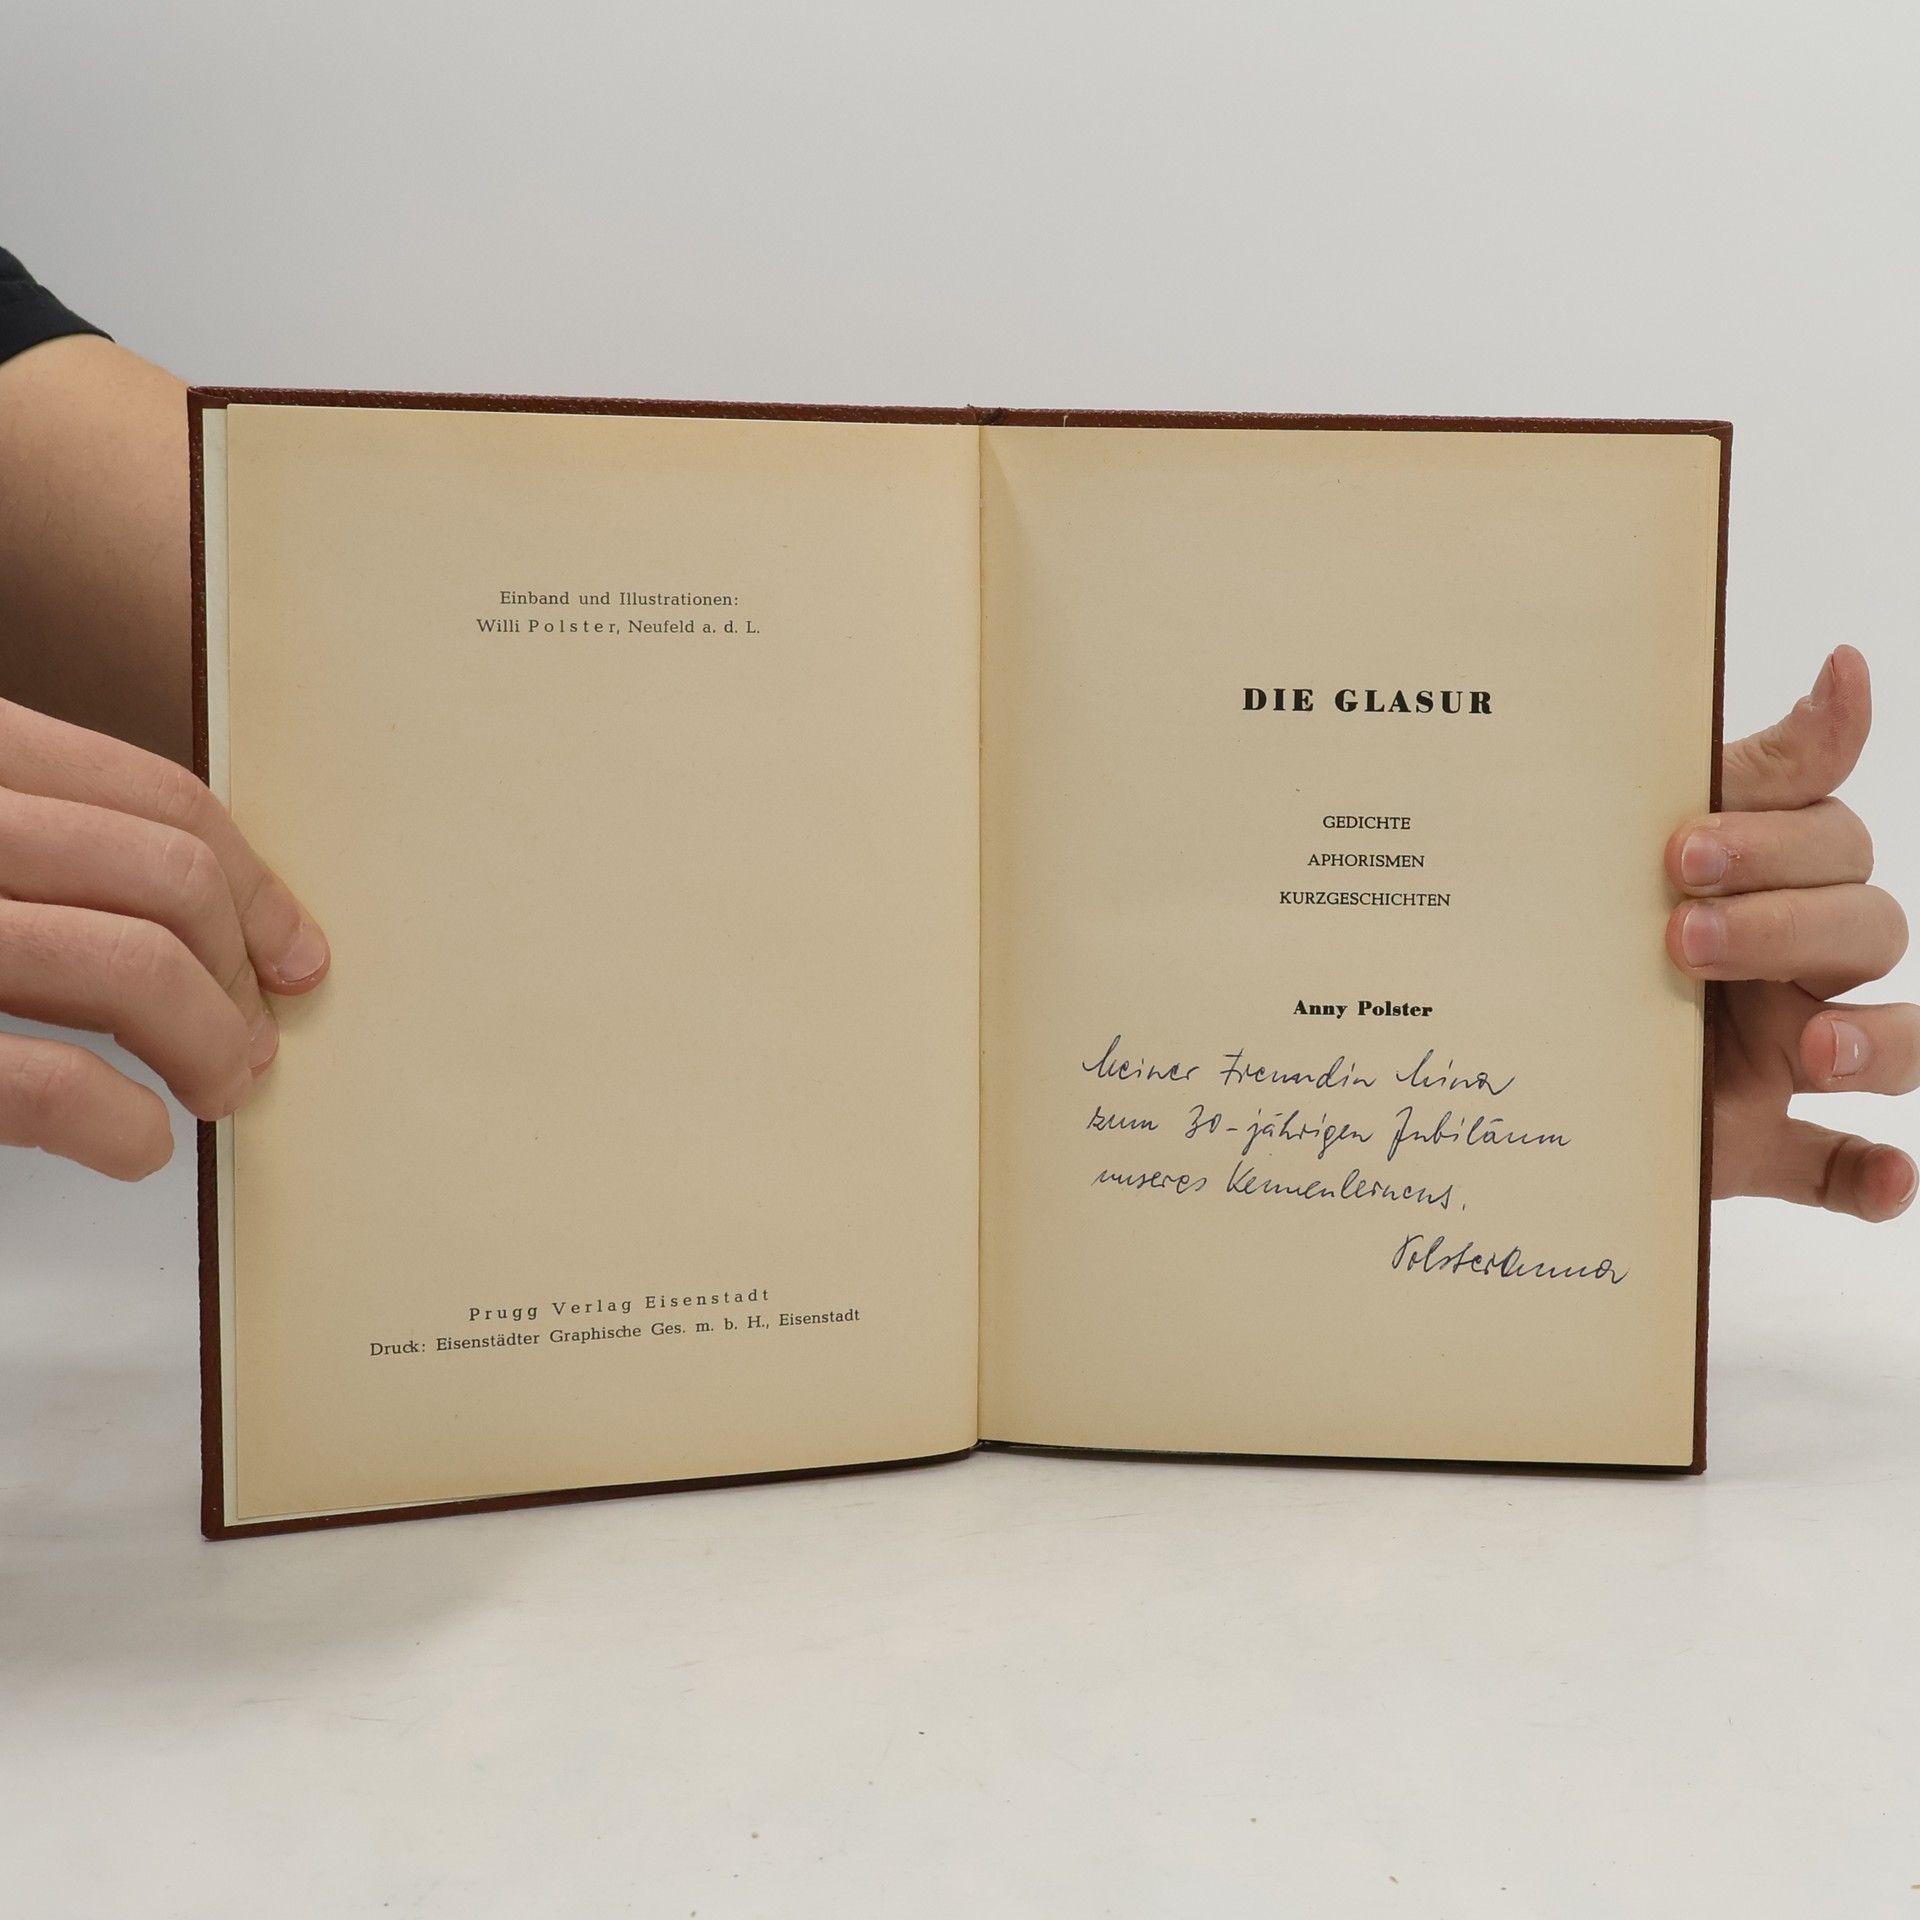 Einband und Illustrationen:
Willi Polster, Neufeld a. d. L.
Prugg Verlag Eisenstadt
Druck: Eisenstädter Graphische Ges. m. b. H., Eisenstadt
DIE GLASUR
GEDICHTE
APHORISMEN
KURZGESCHICHTEN
Anny Polster
Meiner Freundin Mina
zum 30-jährigen Jubiläum
unseres Kennenlernens.
Polster Anna